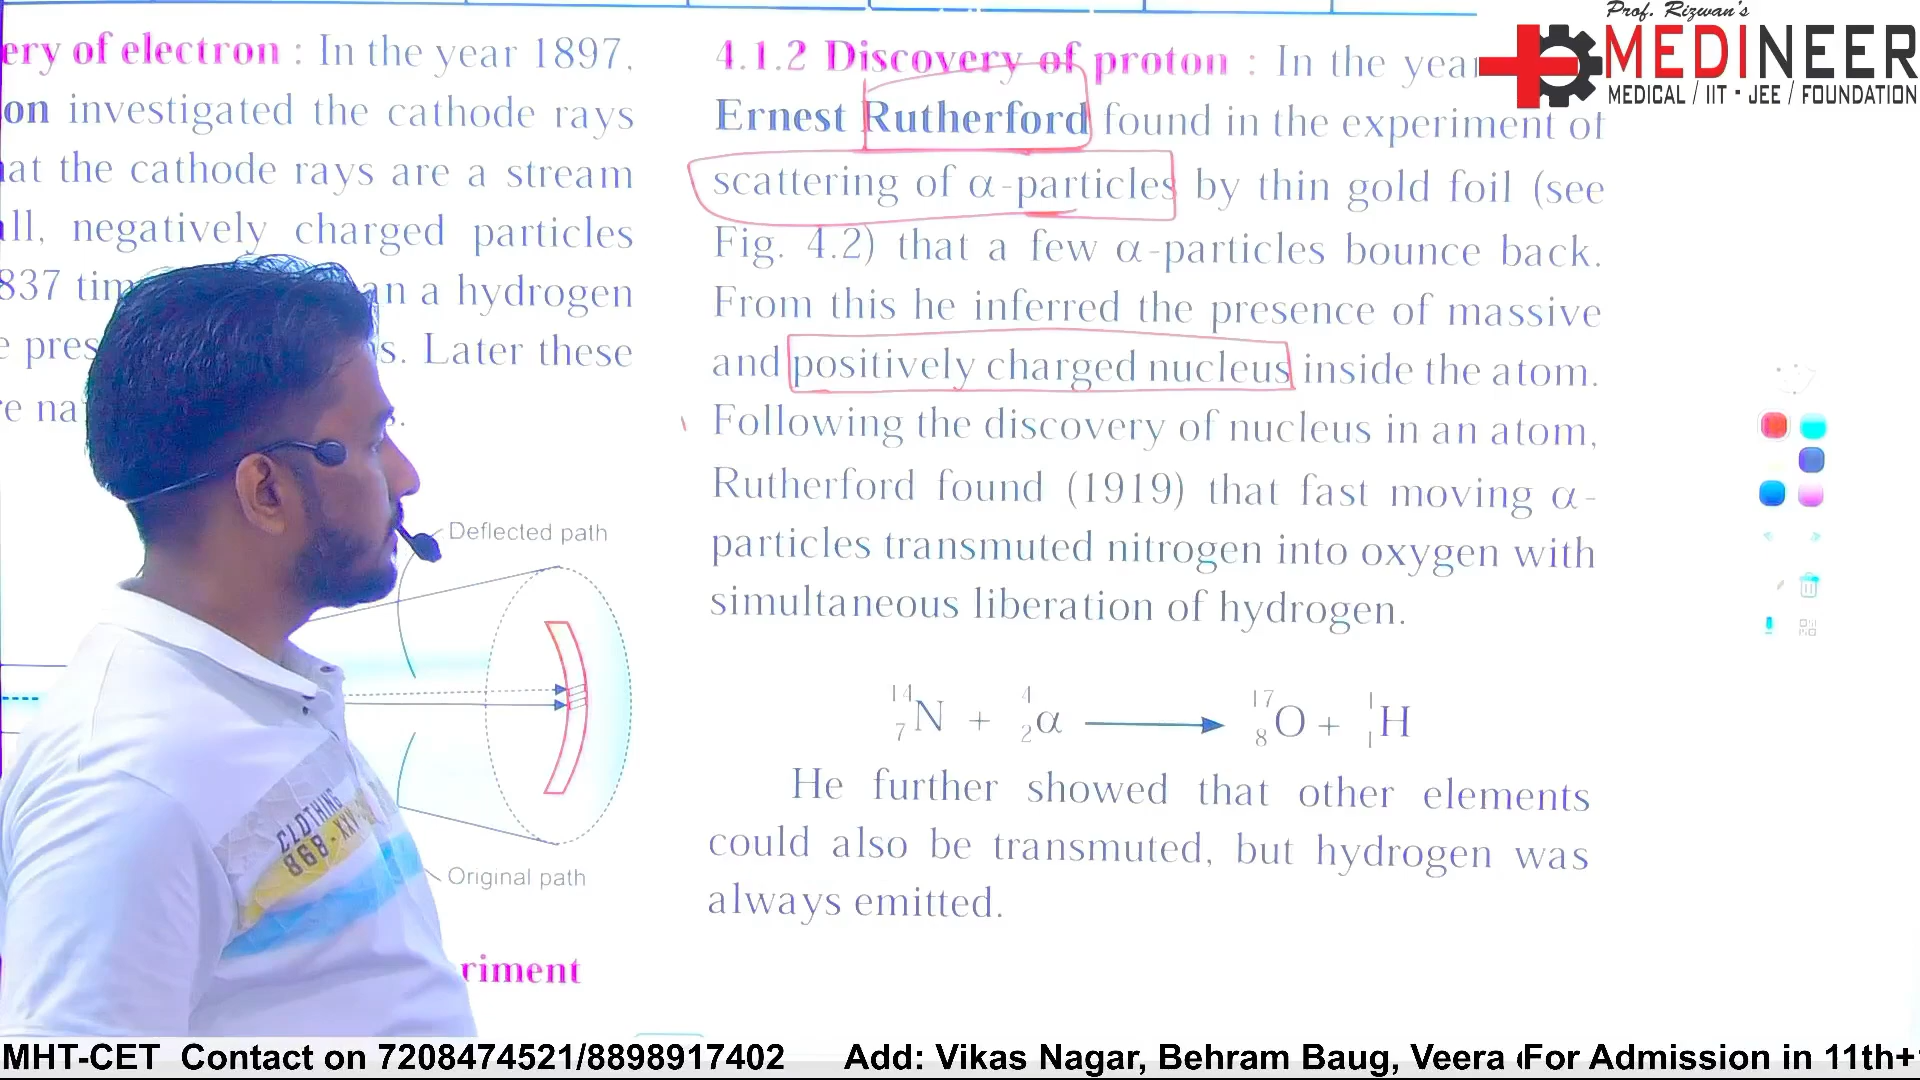 ery of electron : In the year 1897,
on investigated the cathode rays
at the cathode rays are a stream
ll, negatively charged particles
837 tim an a hydrogen
e pres s. Later these
re na
Deflected path
Original path
riment
4.1.2 Discovery of proton : In the year
Ernest Rutherford found in the experiment of
scattering of α-particles by thin gold foil (see
Fig. 4.2) that a few α-particles bounce back.
From this he inferred the presence of massive
and positively charged nucleus inside the atom.
Following the discovery of nucleus in an atom,
Rutherford found (1919) that fast moving α-
particles transmuted nitrogen into oxygen with
simultaneous liberation of hydrogen.
¹⁴₇N + ⁴₂α ⟶ ¹⁷₈O + ¹₁H
He further showed that other elements
could also be transmuted, but hydrogen was
always emitted.
Prof. Rizwan's
MEDINEER
MEDICAL / IIT - JEE / FOUNDATION
CLOTHING
868-XX
MHT-CET Contact on 7208474521/8898917402 Add: Vikas Nagar, Behram Baug, Veera For Admission in 11th+